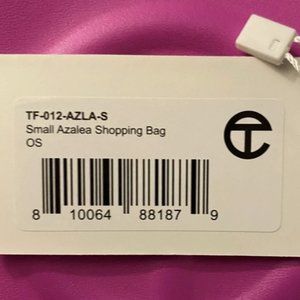 TF-012-AZLA-S
Small Azalea Shopping Bag
OS
8 10064 88187 9